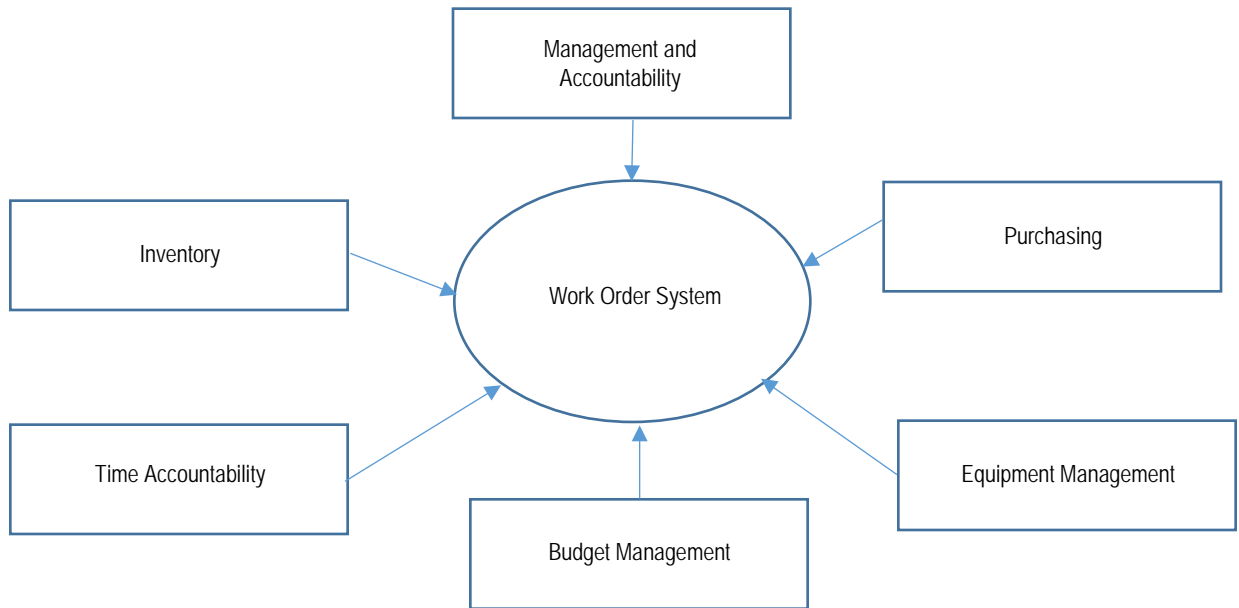 Management and
Accountability
Purchasing
Inventory
Work Order System
Time Accountability
Equipment Management
Budget Management